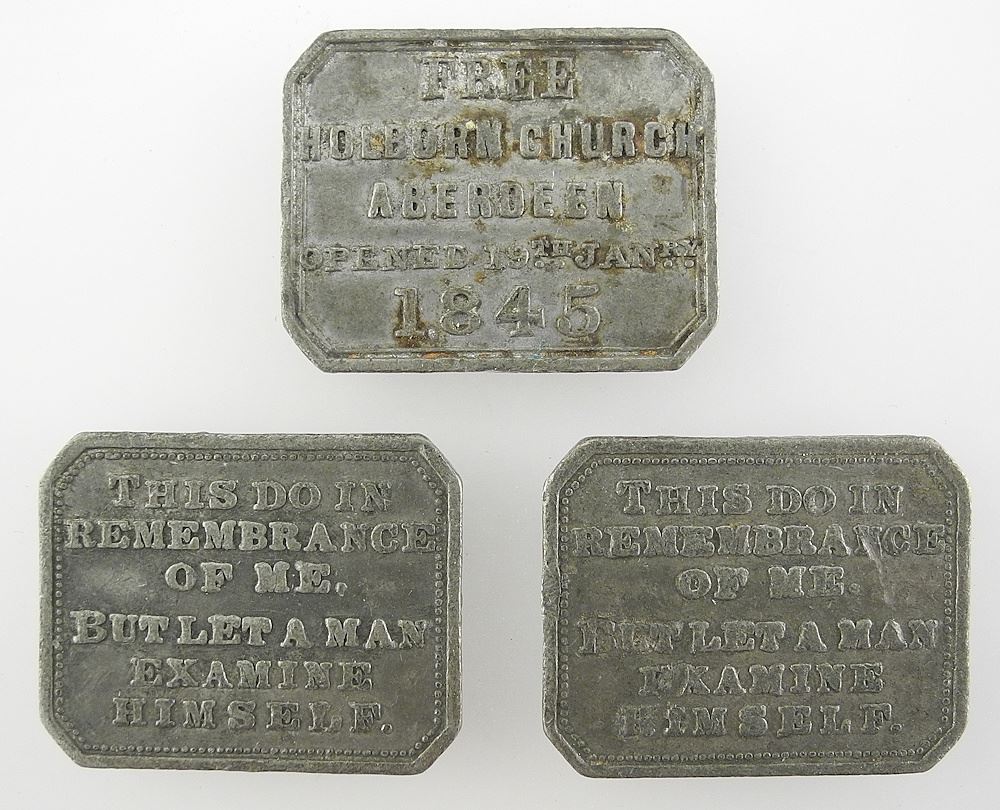 FREE
HOLBORN CHURCH
ABERDEEN
OPENED 19TH JANRY
1845
THIS DO IN
REMEMBRANCE
OF ME.
BUT LET A MAN
EXAMINE
HIMSELF.
THIS DO IN
REMEMBRANCE
OF ME.
BUT LET A MAN
EXAMINE
HIMSELF.